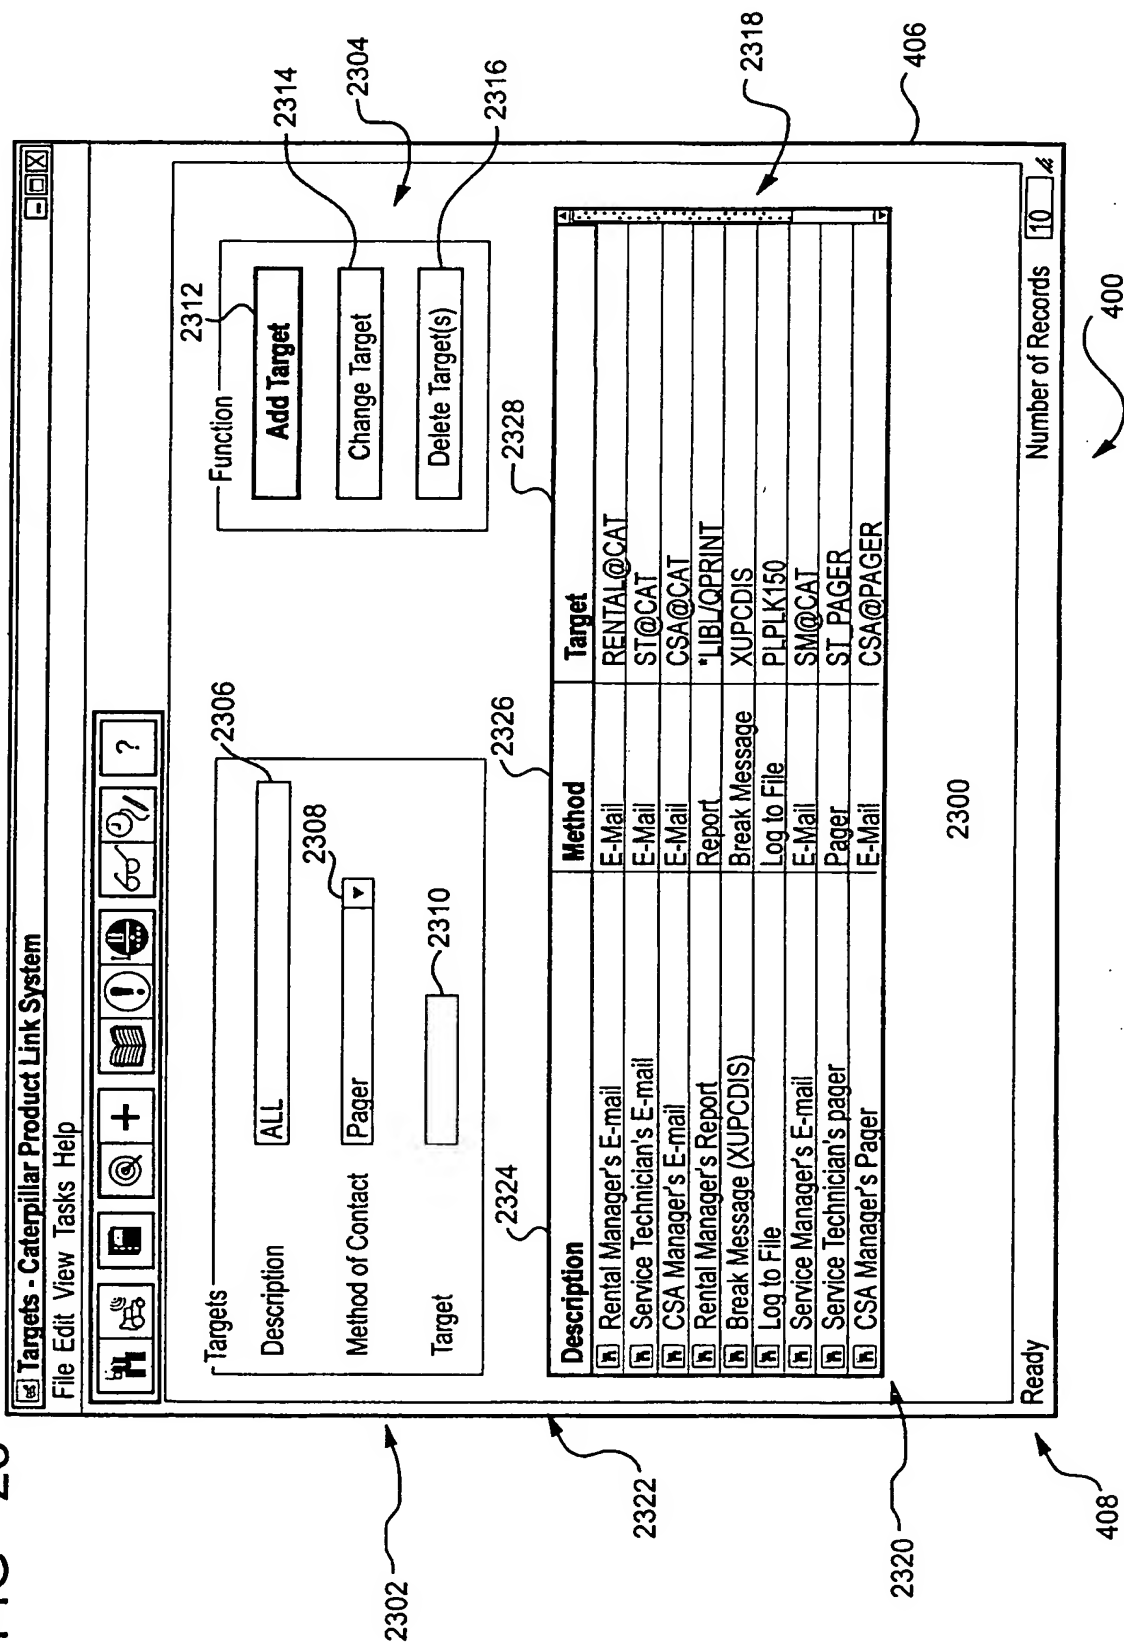 Targets - Caterpillar Product Link System
File Edit View Tasks Help
?
Targets
Description ALL
Method of Contact Pager
Target
Function
Add Target
Change Target
Delete Target(s)
2306
2308
2310
2312
2314
2304
2316
2302
2322
2324
2326
2328
2318
406
Description Method Target
Rental Manager's E-mail E-Mail RENTAL@CAT
Service Technician's E-mail E-Mail ST@CAT
CSA Manager's E-mail E-Mail CSA@CAT
Rental Manager's Report Report *LIBL/QPRINT
Break Message (XUPCDIS) Break Message XUPCDIS
Log to File Log to File PLPLK150
Service Manager's E-mail E-Mail SM@CAT
Service Technician's pager Pager ST_PAGER
CSA Manager's Pager E-Mail CSA@PAGER
2320
2300
Ready Number of Records 10
408
400